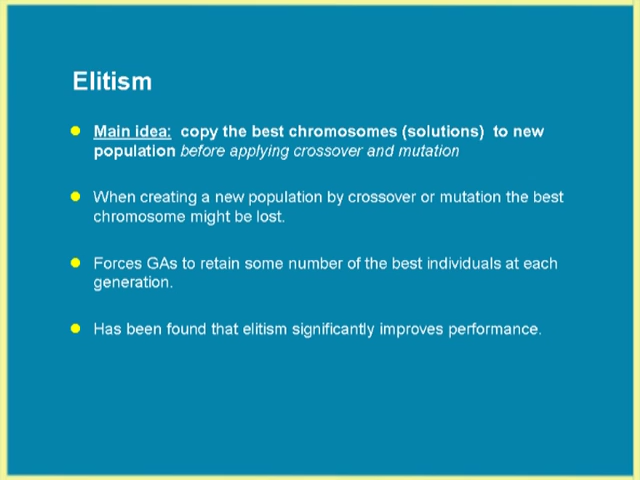 Elitism
Main idea: copy the best chromosomes (solutions) to new
population before applying crossover and mutation
When creating a new population by crossover or mutation the best
chromosome might be lost.
Forces GAs to retain some number of the best individuals at each
generation.
Has been found that elitism significantly improves performance.